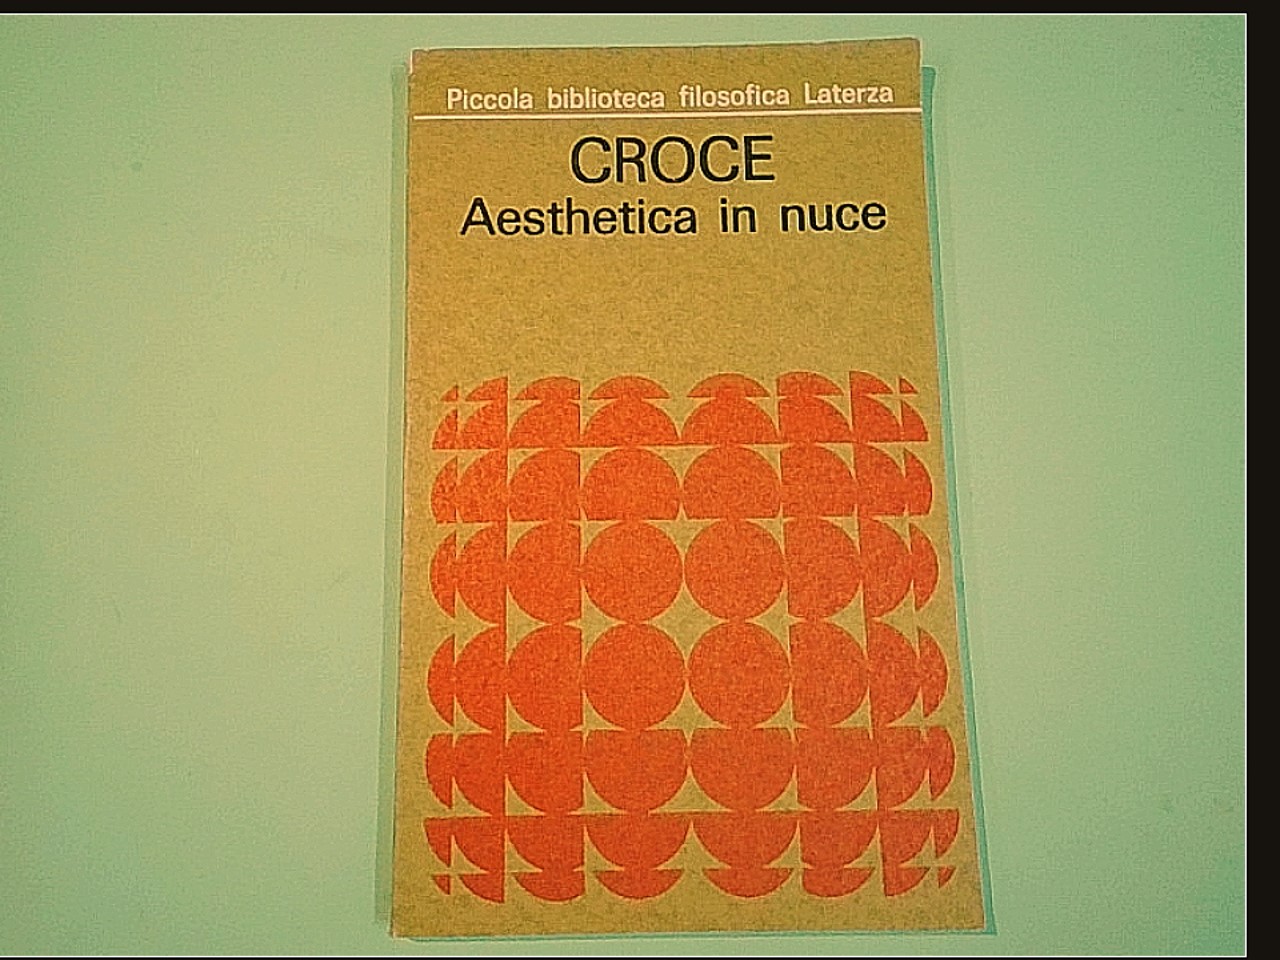 Piccola biblioteca filosofica Laterza
CROCE
Aesthetica in nuce